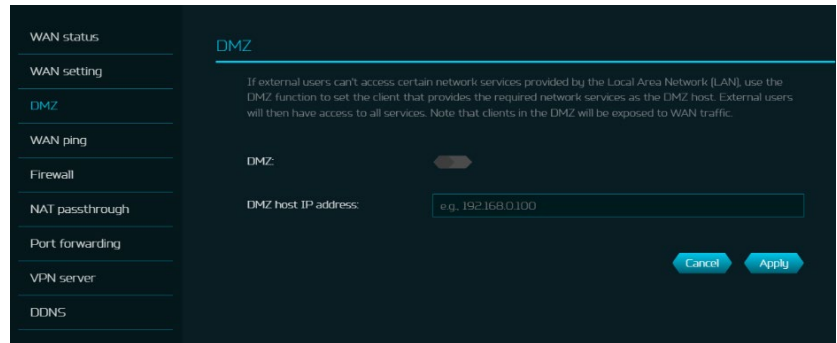 WAN status
WAN setting
DMZ
WAN ping
Firewall
NAT passthrough
Port forwarding
VPN server
DDNS
DMZ
If external users can't access certain network services provided by the Local Area Network (LAN), use the
DMZ function to set the client that provides the required network services as the DMZ host. External users
will then have access to all services. Note that clients in the DMZ will be exposed to WAN traffic.
DMZ:
DMZ host IP address:
e.g., 192.168.0.100
Cancel
Apply